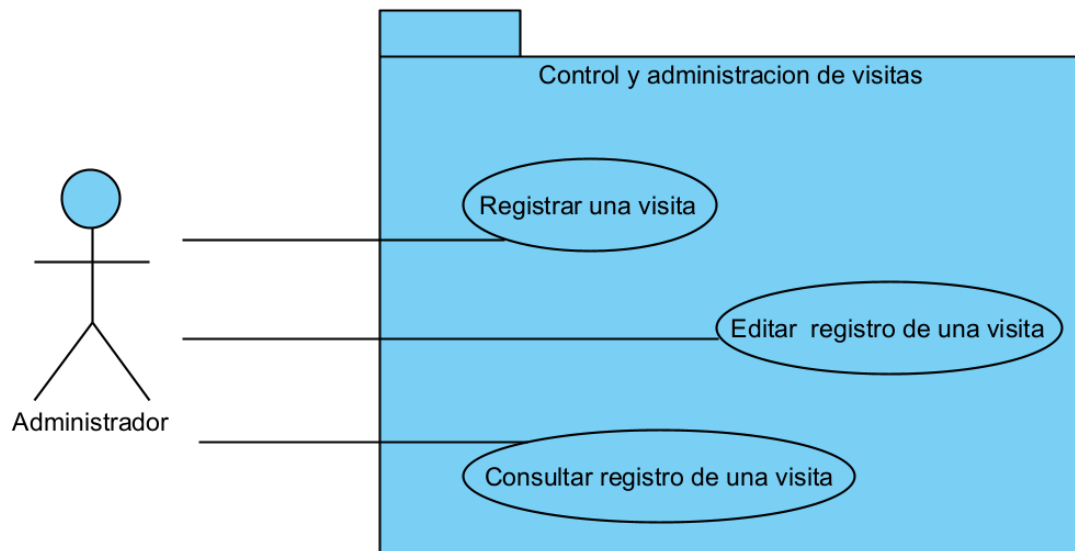 Control y administracion de visitas
Registrar una visita
Editar registro de una visita
Administrador
Consultar registro de una visita